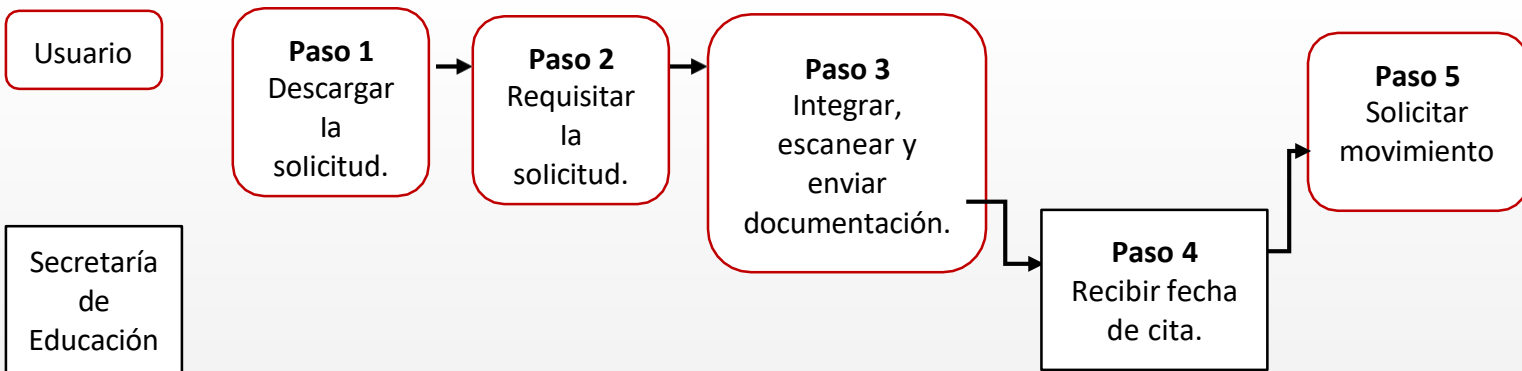 Usuario
Paso 1
Descargar
la
solicitud.
Paso 2
Requisitar
la
solicitud.
Paso 3
Integrar,
escanear y
enviar
documentación.
Paso 5
Solicitar
movimiento
Secretaría
de
Educación
Paso 4
Recibir fecha
de cita.